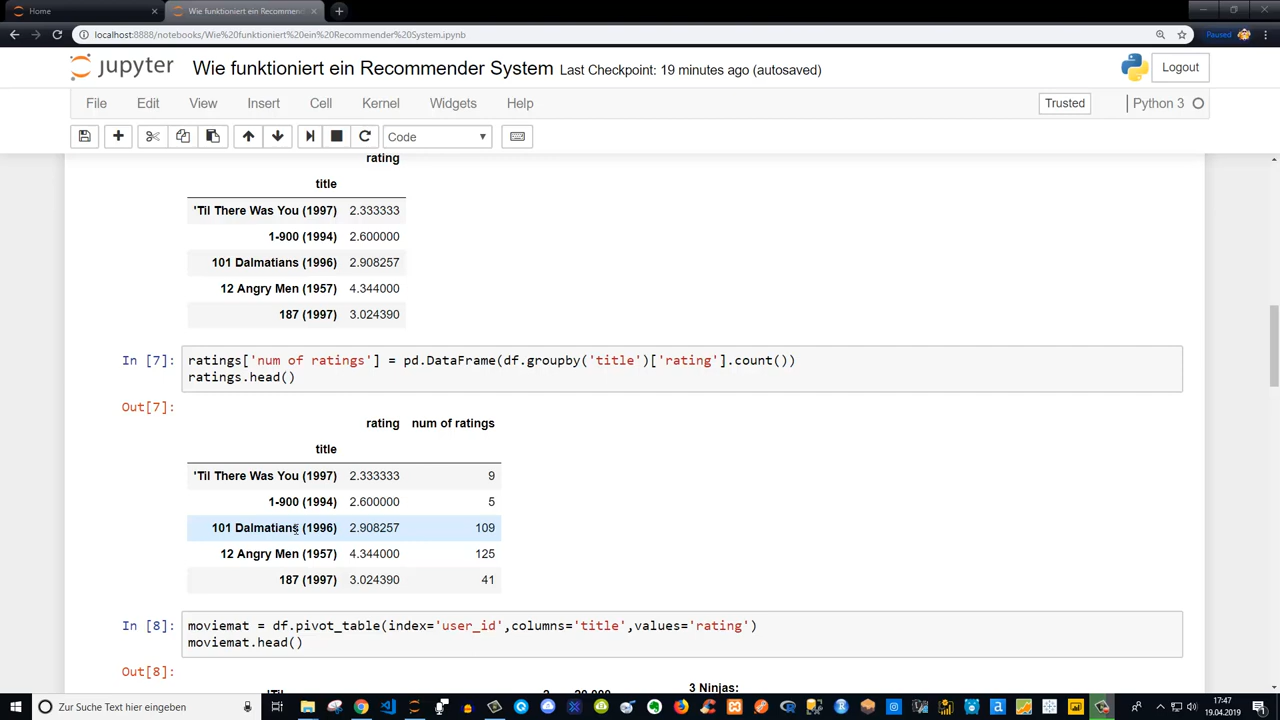 Home
Wie funktioniert ein Recommend
localhost:8888/notebooks/Wie%20funktioniert%20ein%20Recommender%20System.ipynb
Paused
jupyter Wie funktioniert ein Recommender System Last Checkpoint: 19 minutes ago (autosaved)
Logout
File Edit View Insert Cell Kernel Widgets Help
Trusted Python 3
Code
rating
title
'Til There Was You (1997) 2.333333
1-900 (1994) 2.600000
101 Dalmatians (1996) 2.908257
12 Angry Men (1957) 4.344000
187 (1997) 3.024390
In [7]: ratings['num of ratings'] = pd.DataFrame(df.groupby('title')['rating'].count())
ratings.head()
Out[7]:
rating num of ratings
title
'Til There Was You (1997) 2.333333 9
1-900 (1994) 2.600000 5
101 Dalmatians (1996) 2.908257 109
12 Angry Men (1957) 4.344000 125
187 (1997) 3.024390 41
In [8]: moviemat = df.pivot_table(index='user_id',columns='title',values='rating')
moviemat.head()
Out[8]:
'Til 3 Ninjas:
Zur Suche Text hier eingeben
17:47
19.04.2019